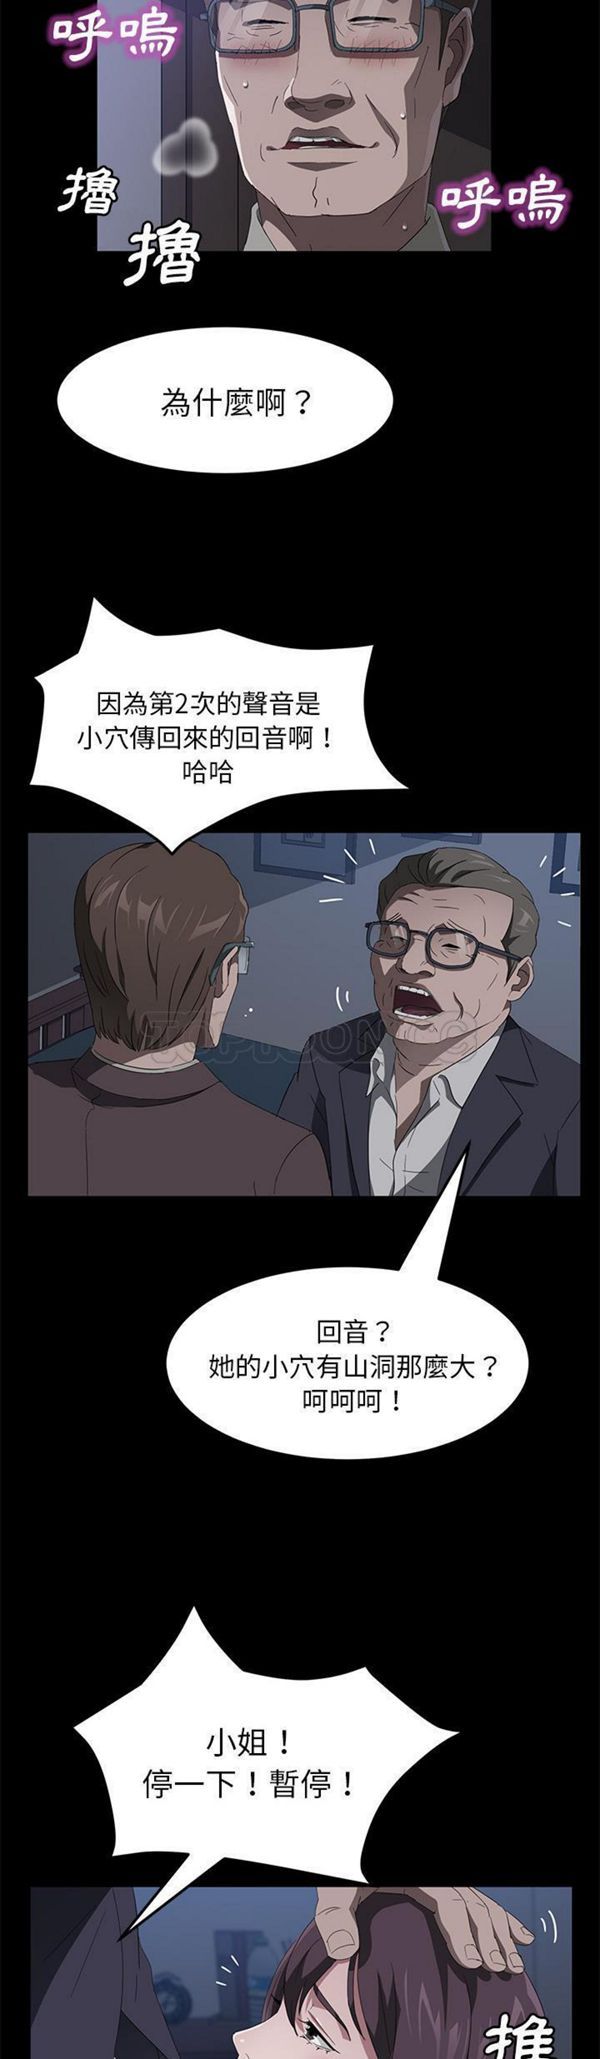 呼嗚
擼
擼
呼嗚
為什麼啊？
因為第2次的聲音是
小穴傳回來的回音啊！
哈哈
TOPTOON.CC
回音？
她的小穴有山洞那麼大？
呵呵呵！
小姐！
停一下！暫停！
推